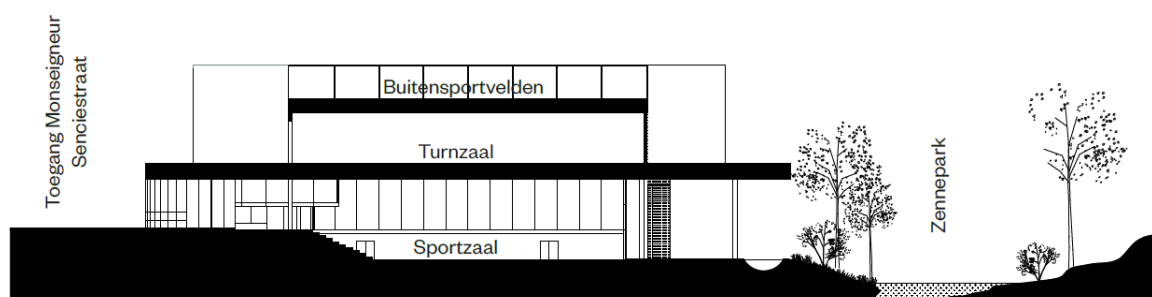 Toegang Monseigneur
Senciestraat
Buitensportvelden
Turnzaal
Sportzaal
Zennepark